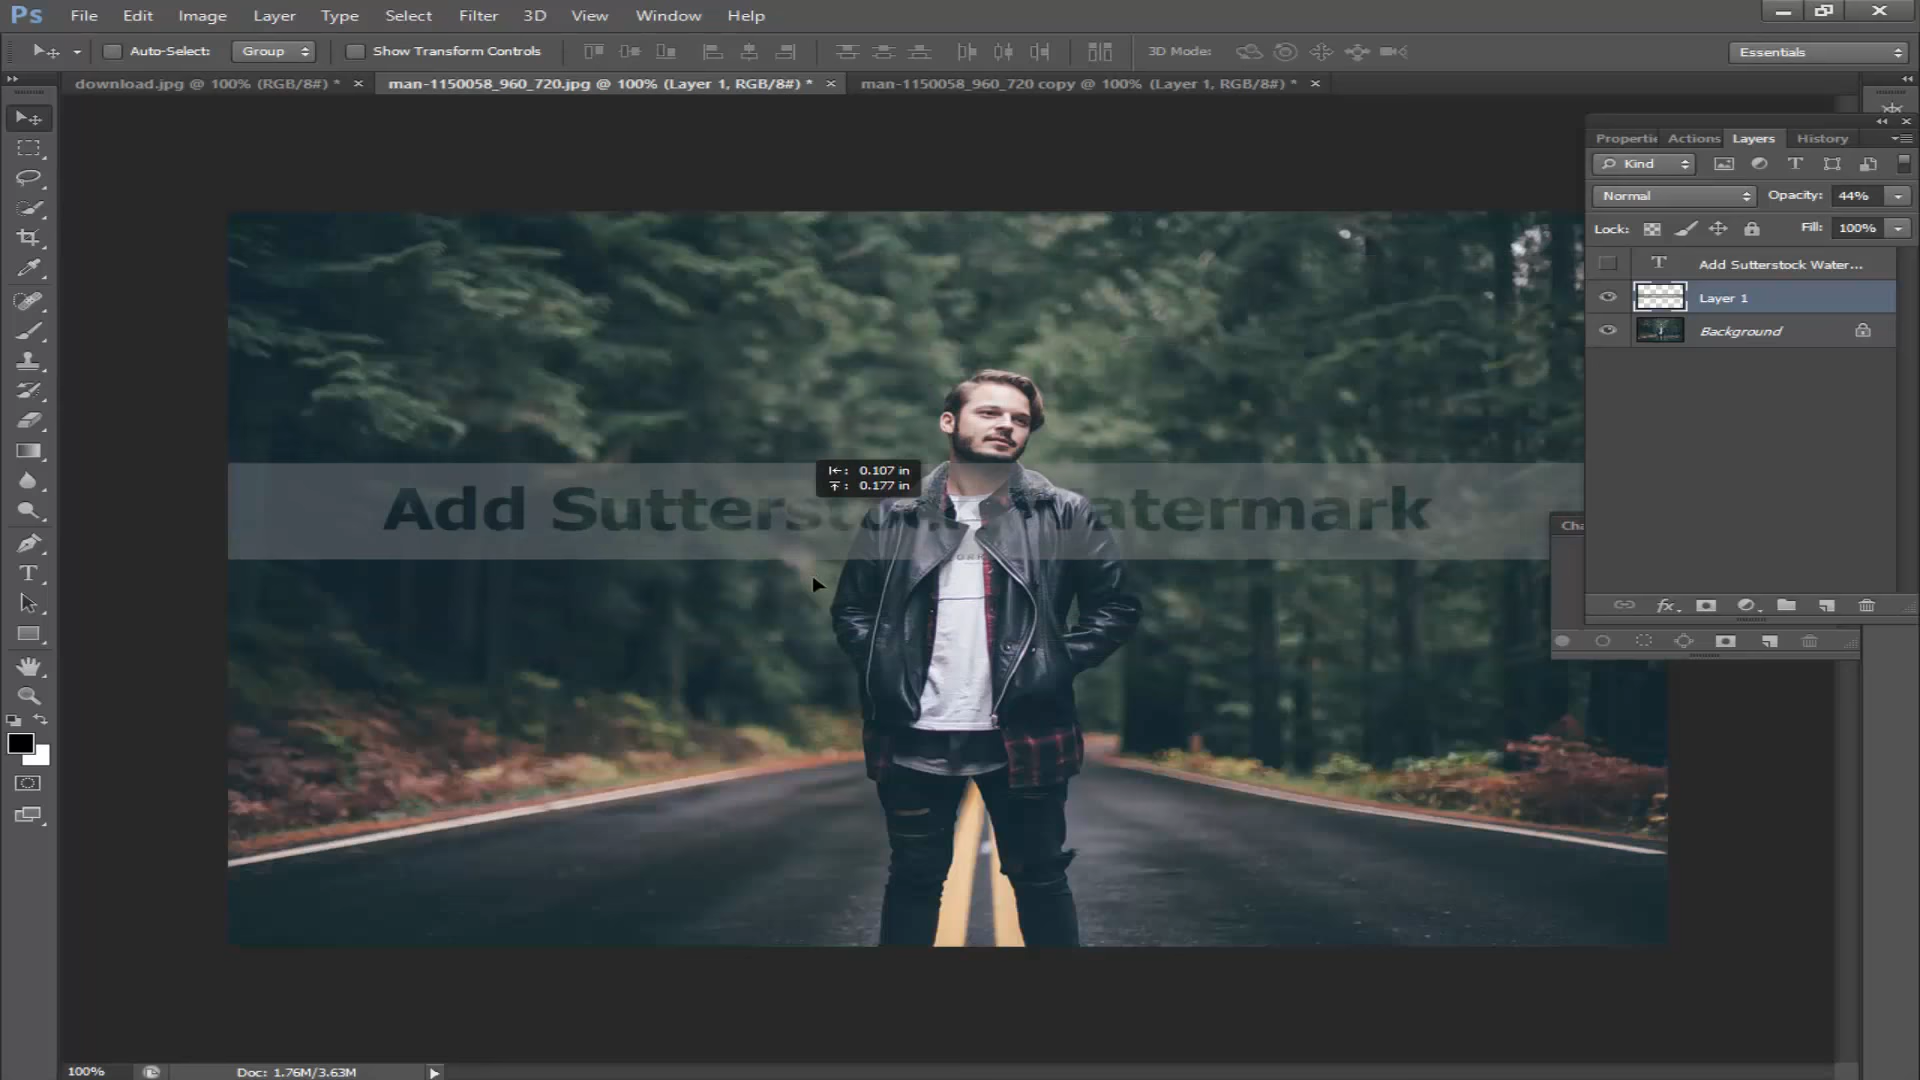 Ps File Edit Image Layer Type Select Filter 3D View Window Help
Auto-Select: Group Show Transform Controls 3D Mode: Essentials
download.jpg @ 100% (RGB/8#) * man-1150058_960_720.jpg @ 100% (Layer 1, RGB/8#) * man-1150058_960_720 copy @ 100% (Layer 1, RGB/8#) *
Properti Actions Layers History
Kind
Normal Opacity: 44%
Lock: Fill: 100%
T Add Sutterstock Water...
Layer 1
Background
0.107 in
0.177 in
Add Sutterstock Watermark
Cha
fx
100% Doc: 1.76M/3.63M